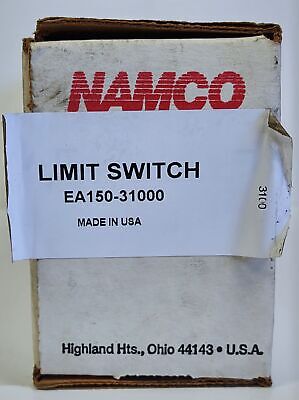 NAMCO
LIMIT SWITCH
EA150-31000
MADE IN USA
3100
Highland Hts., Ohio 44143 • U.S.A.